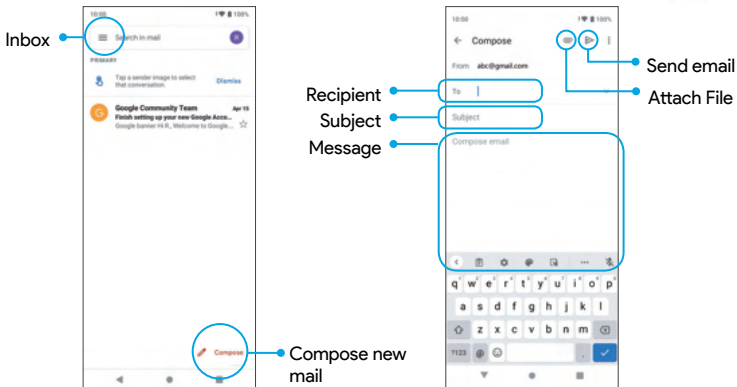 Inbox
10:00
100%
Search in mail
R
PRIMARY
Tap a sender image to select
that conversation.
Dismiss
G
Google Community Team Apr 15
Finish setting up your new Google Acco...
Google banner Hi R., Welcome to Google...
Compose
Compose new
mail
10:00
100%
Compose
From abc@gmail.com
To
Subject
Compose email
Recipient
Subject
Message
Send email
Attach File
q w e r t y u i o p
a s d f g h j k l
z x c v b n m
?123 @ .